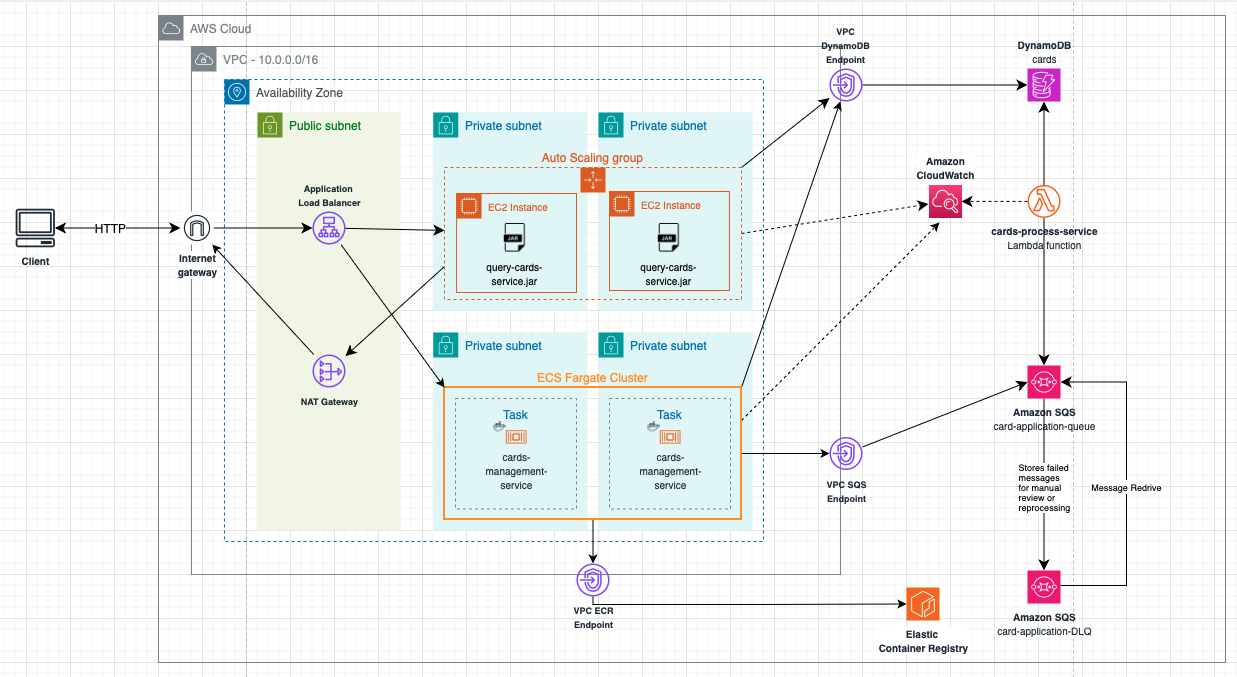 AWS Cloud
VPC - 10.0.0.0/16
Availability Zone
Public subnet
Private subnet
Private subnet
VPC
DynamoDB
Endpoint
DynamoDB
cards
Auto Scaling group
Application
Load Balancer
EC2 Instance
JAR
query-cards-
service.jar
EC2 Instance
JAR
query-cards-
service.jar
Amazon
CloudWatch
cards-process-service
Lambda function
Client
HTTP
Internet
gateway
NAT Gateway
Private subnet
Private subnet
ECS Fargate Cluster
Task
cards-
management-
service
Task
cards-
management-
service
VPC SQS
Endpoint
Amazon SQS
card-application-queue
Stores failed
messages
for manual
review or
reprocessing
Message Redrive
VPC ECR
Endpoint
Elastic
Container Registry
Amazon SQS
card-application-DLQ